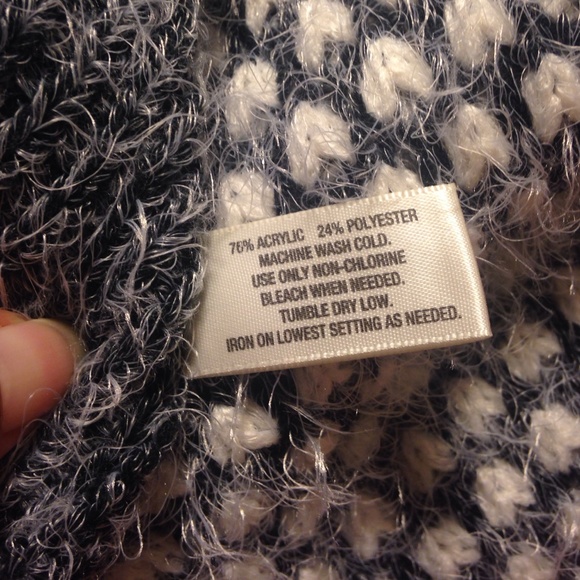 76% ACRYLIC 24% POLYESTER
MACHINE WASH COLD.
USE ONLY NON-CHLORINE
BLEACH WHEN NEEDED.
TUMBLE DRY LOW.
IRON ON LOWEST SETTING AS NEEDED.